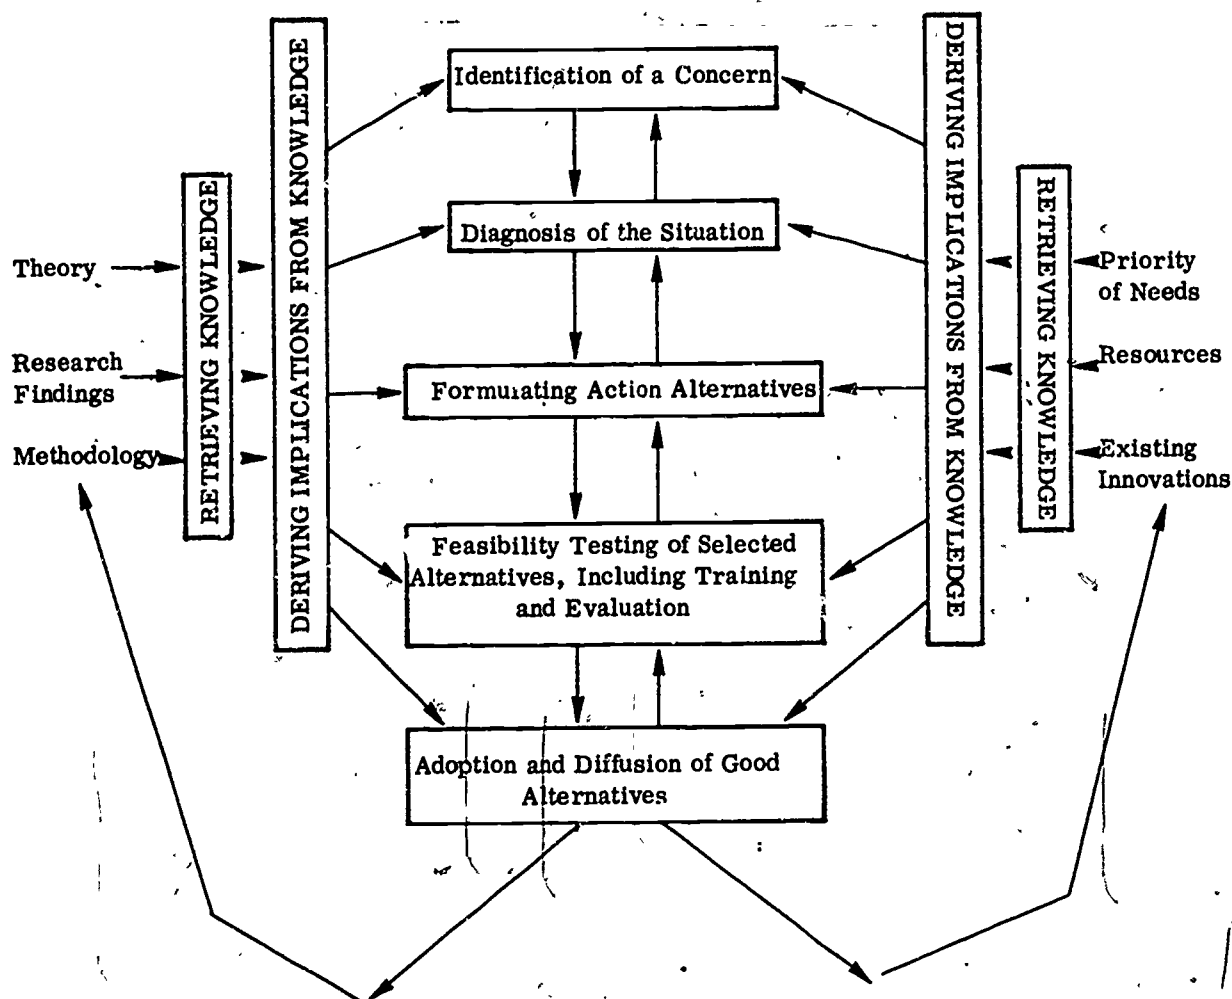 Theory
Research
Findings
Methodology
RETRIEVING KNOWLEDGE
DERIVING IMPLICATIONS FROM KNOWLEDGE
Identification of a Concern
Diagnosis of the Situation
Formulating Action Alternatives
Feasibility Testing of Selected
Alternatives, Including Training
and Evaluation
Adoption and Diffusion of Good
Alternatives
DERIVING IMPLICATIONS FROM KNOWLEDGE
RETRIEVING KNOWLEDGE
Priority
of Needs
Resources
Existing
Innovations